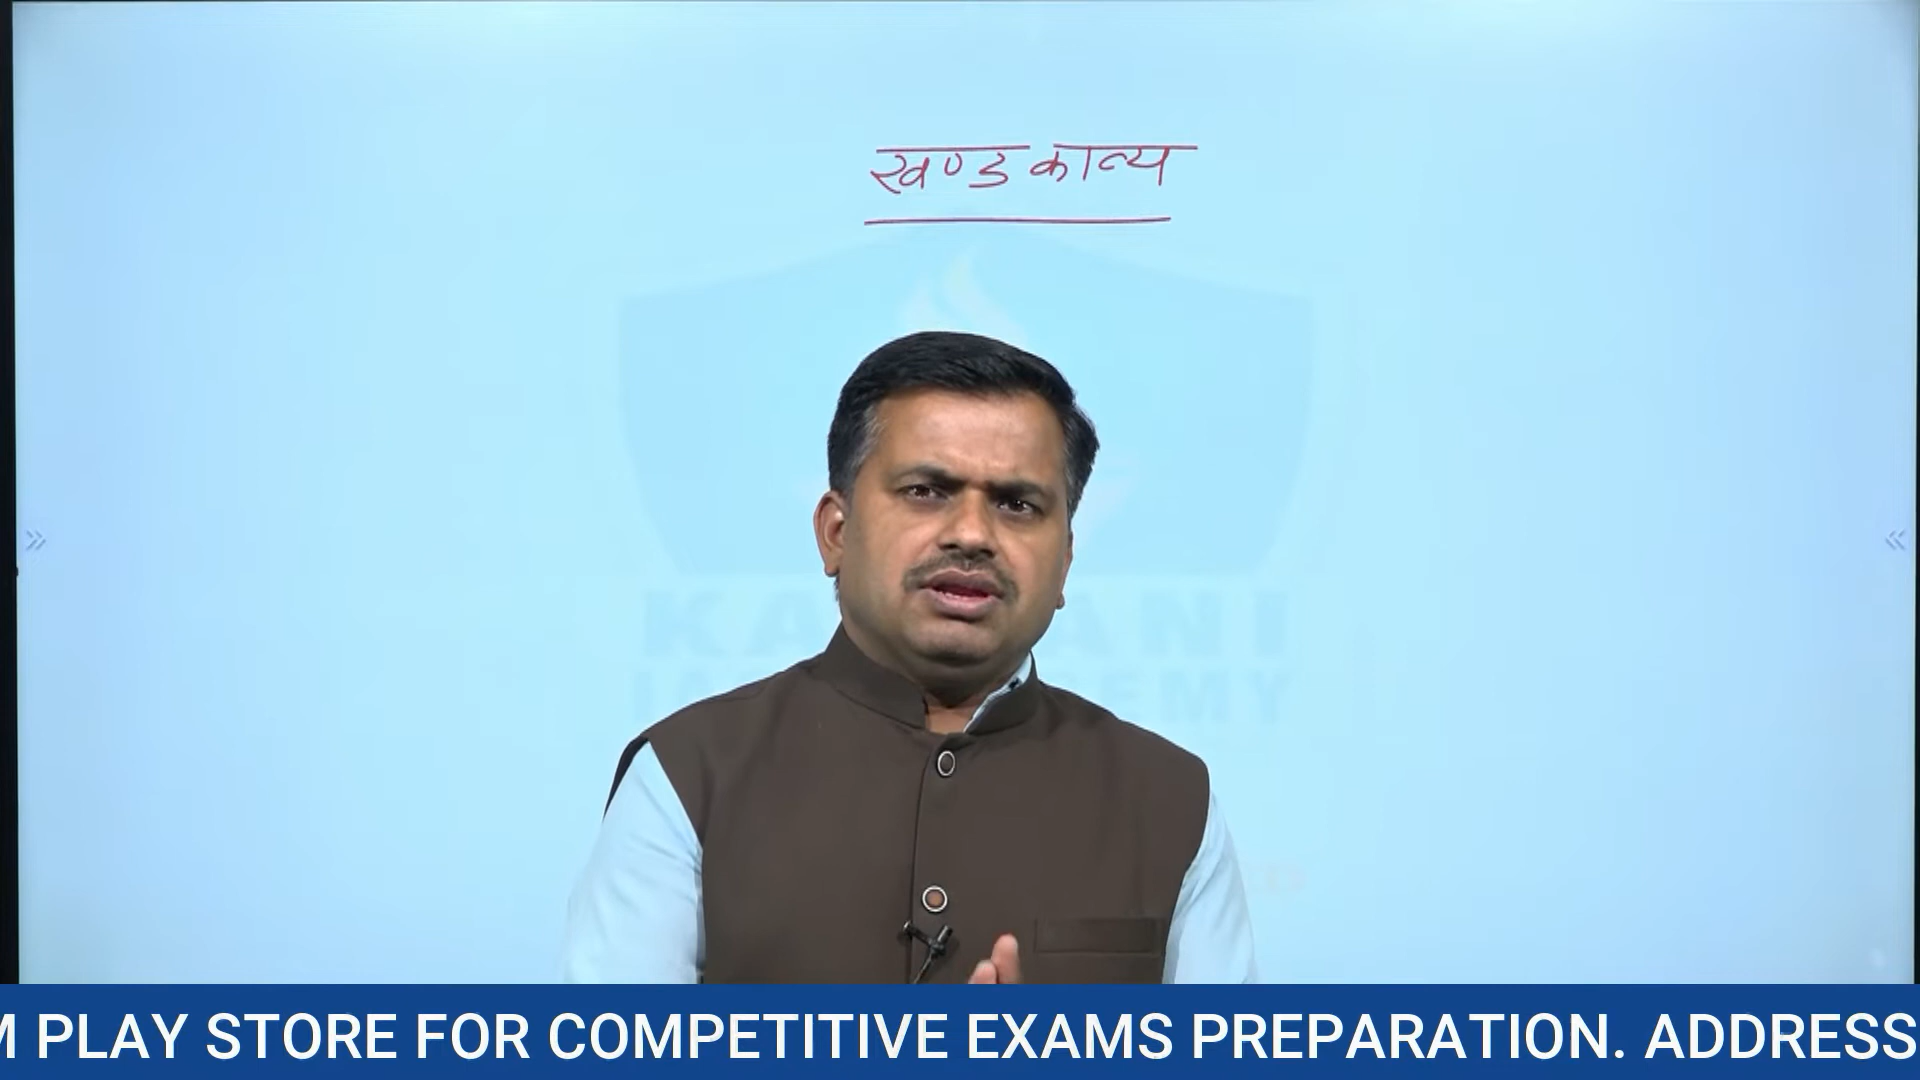 खण्डकाव्य
M PLAY STORE FOR COMPETITIVE EXAMS PREPARATION. ADDRESS